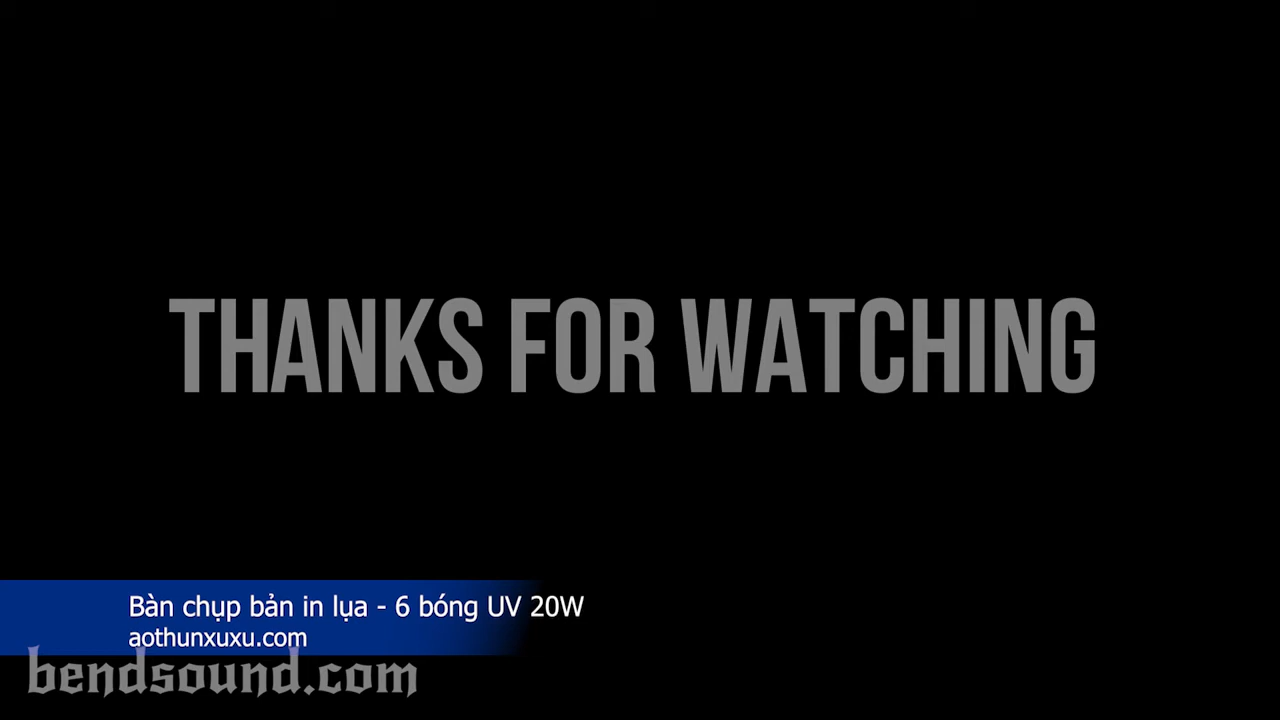 THANKS FOR WATCHING
Bàn chụp bản in lụa - 6 bóng UV 20W
aothunxuxu.com
bendsound.com